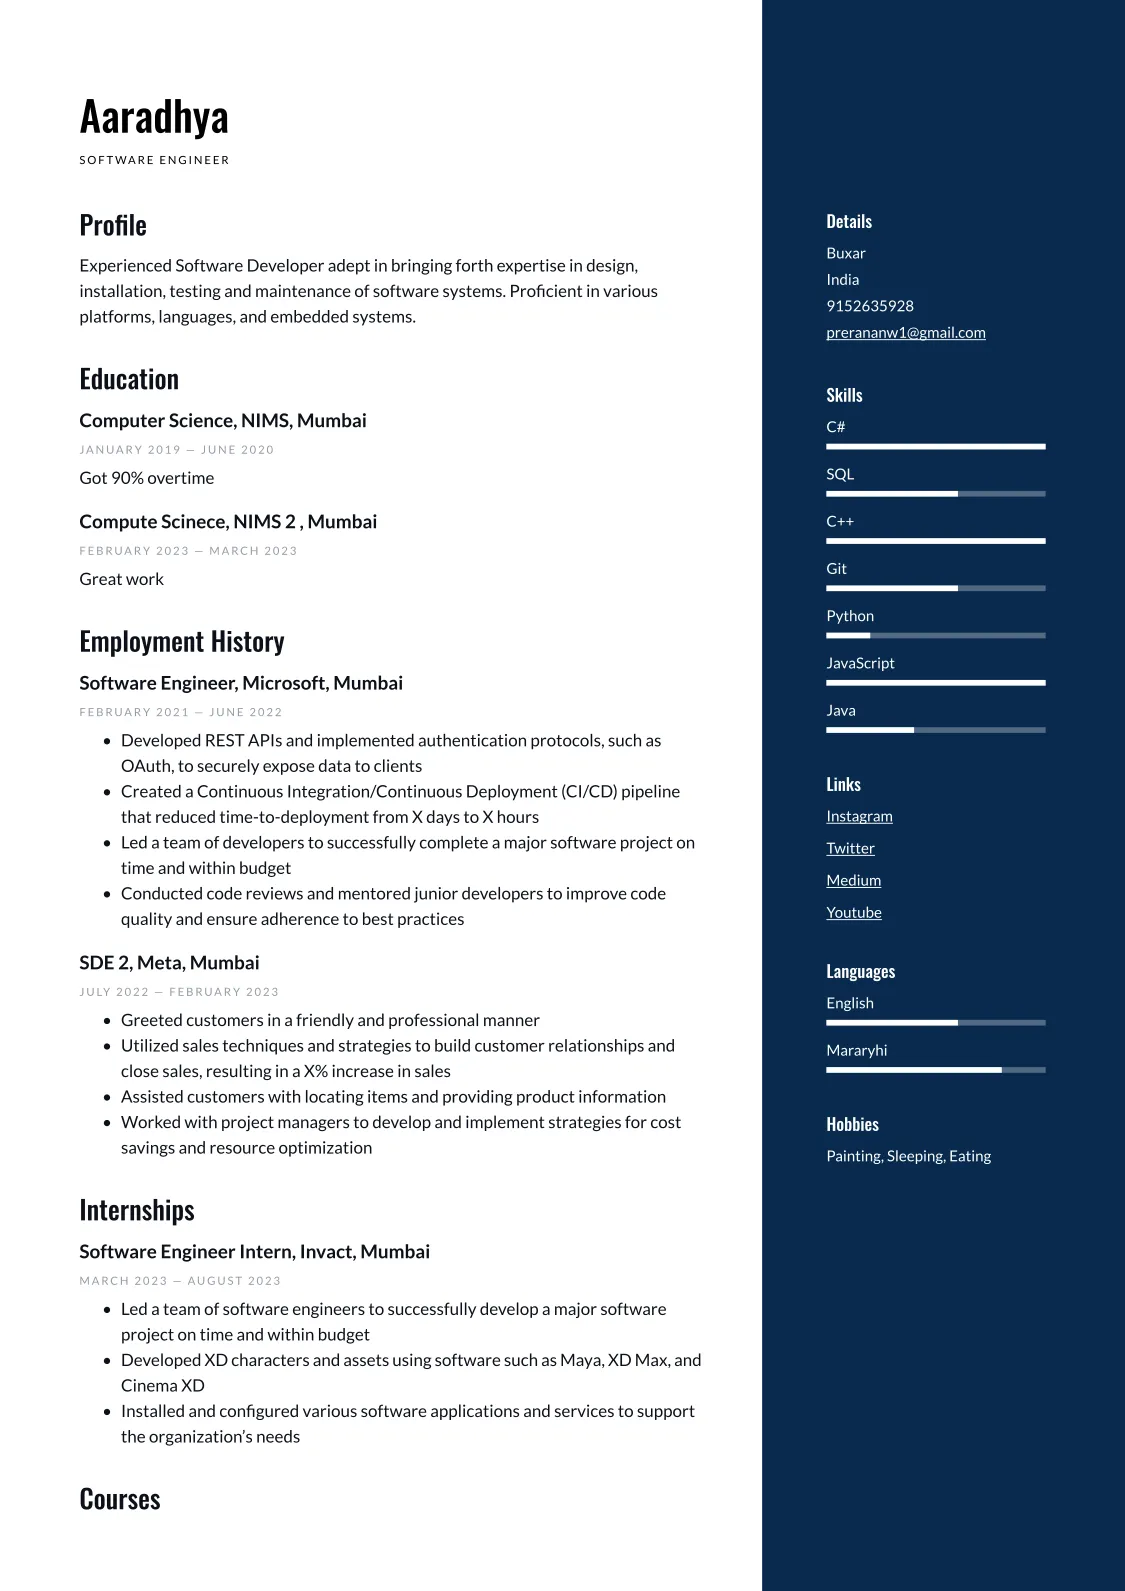 Aaradhya
SOFTWARE ENGINEER
Profile
Experienced Software Developer adept in bringing forth expertise in design,
installation, testing and maintenance of software systems. Proficient in various
platforms, languages, and embedded systems.
Education
Computer Science, NIMS, Mumbai
JANUARY 2019 — JUNE 2020
Got 90% overtime
Compute Scinece, NIMS 2 , Mumbai
FEBRUARY 2023 — MARCH 2023
Great work
Employment History
Software Engineer, Microsoft, Mumbai
FEBRUARY 2021 — JUNE 2022
• Developed REST APIs and implemented authentication protocols, such as
OAuth, to securely expose data to clients
• Created a Continuous Integration/Continuous Deployment (CI/CD) pipeline
that reduced time-to-deployment from X days to X hours
• Led a team of developers to successfully complete a major software project on
time and within budget
• Conducted code reviews and mentored junior developers to improve code
quality and ensure adherence to best practices
SDE 2, Meta, Mumbai
JULY 2022 — FEBRUARY 2023
• Greeted customers in a friendly and professional manner
• Utilized sales techniques and strategies to build customer relationships and
close sales, resulting in a X% increase in sales
• Assisted customers with locating items and providing product information
• Worked with project managers to develop and implement strategies for cost
savings and resource optimization
Internships
Software Engineer Intern, Invact, Mumbai
MARCH 2023 — AUGUST 2023
• Led a team of software engineers to successfully develop a major software
project on time and within budget
• Developed XD characters and assets using software such as Maya, XD Max, and
Cinema XD
• Installed and configured various software applications and services to support
the organization’s needs
Courses
Details
Buxar
India
9152635928
prerananw1@gmail.com
Skills
C#
SQL
C++
Git
Python
JavaScript
Java
Links
Instagram
Twitter
Medium
Youtube
Languages
English
Mararyhi
Hobbies
Painting, Sleeping, Eating